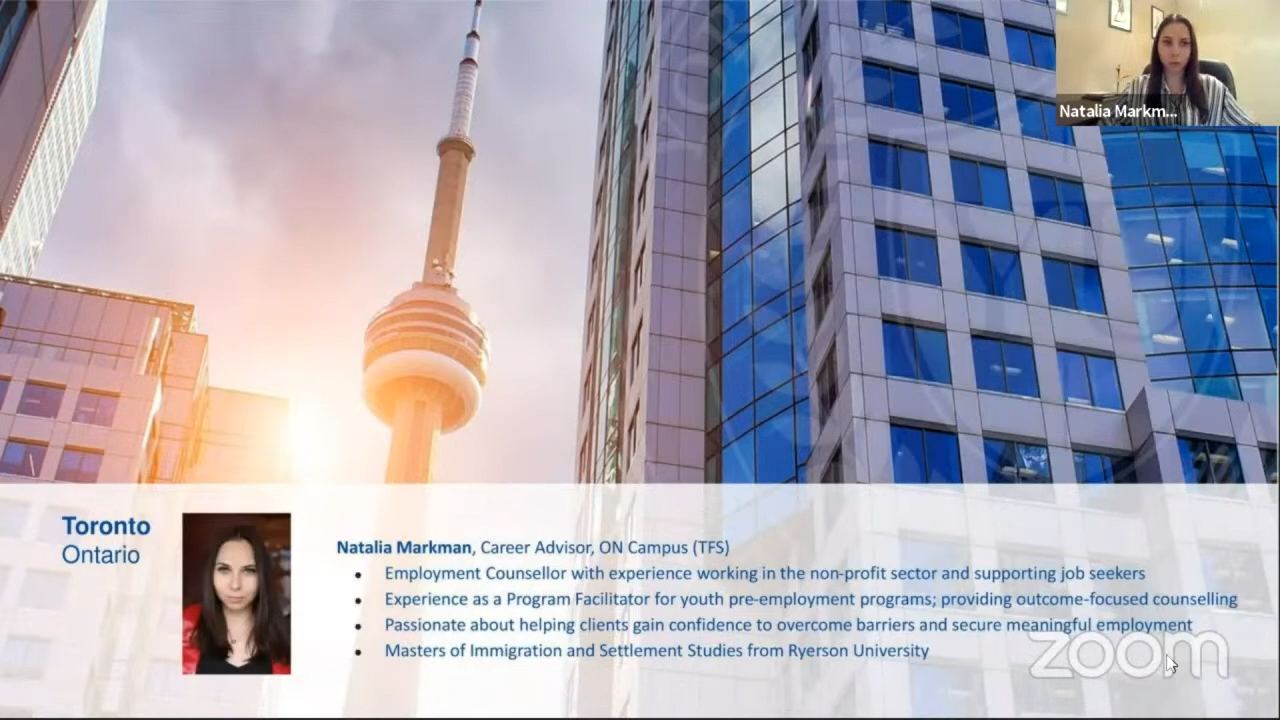 Natalia Markm...
Toronto
Ontario
Natalia Markman, Career Advisor, ON Campus (TFS)
• Employment Counsellor with experience working in the non-profit sector and supporting job seekers
• Experience as a Program Facilitator for youth pre-employment programs; providing outcome-focused counselling
• Passionate about helping clients gain confidence to overcome barriers and secure meaningful employment
• Masters of Immigration and Settlement Studies from Ryerson University
zoom